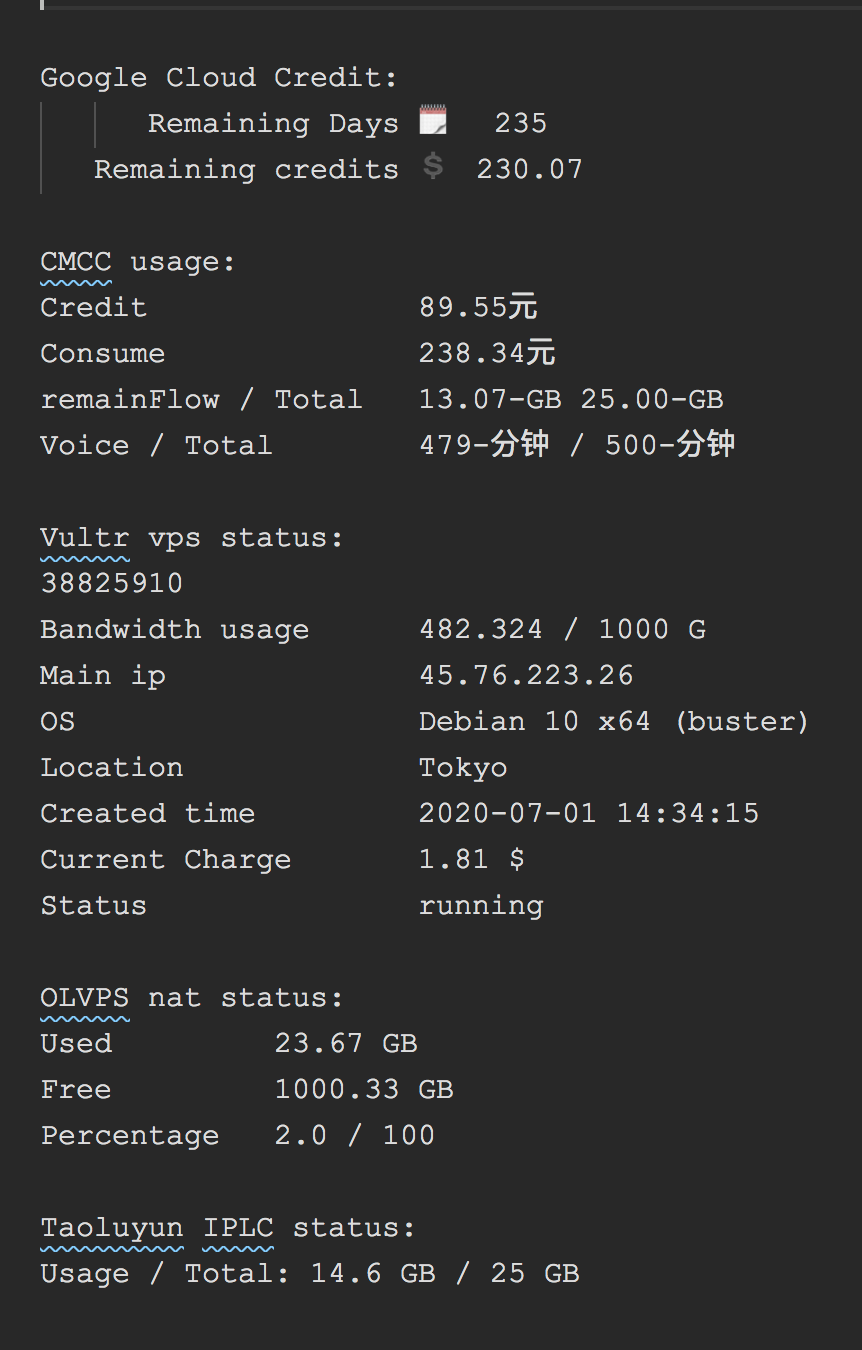 Google Cloud Credit:
Remaining Days 🗓 235
Remaining credits 💲 230.07
CMCC usage:
Credit 89.55元
Consume 238.34元
remainFlow / Total 13.07-GB 25.00-GB
Voice / Total 479-分钟 / 500-分钟
Vultr vps status:
38825910
Bandwidth usage 482.324 / 1000 G
Main ip 45.76.223.26
OS Debian 10 x64 (buster)
Location Tokyo
Created time 2020-07-01 14:34:15
Current Charge 1.81 $
Status running
OLVPS nat status:
Used 23.67 GB
Free 1000.33 GB
Percentage 2.0 / 100
Taoluyun IPLC status:
Usage / Total: 14.6 GB / 25 GB